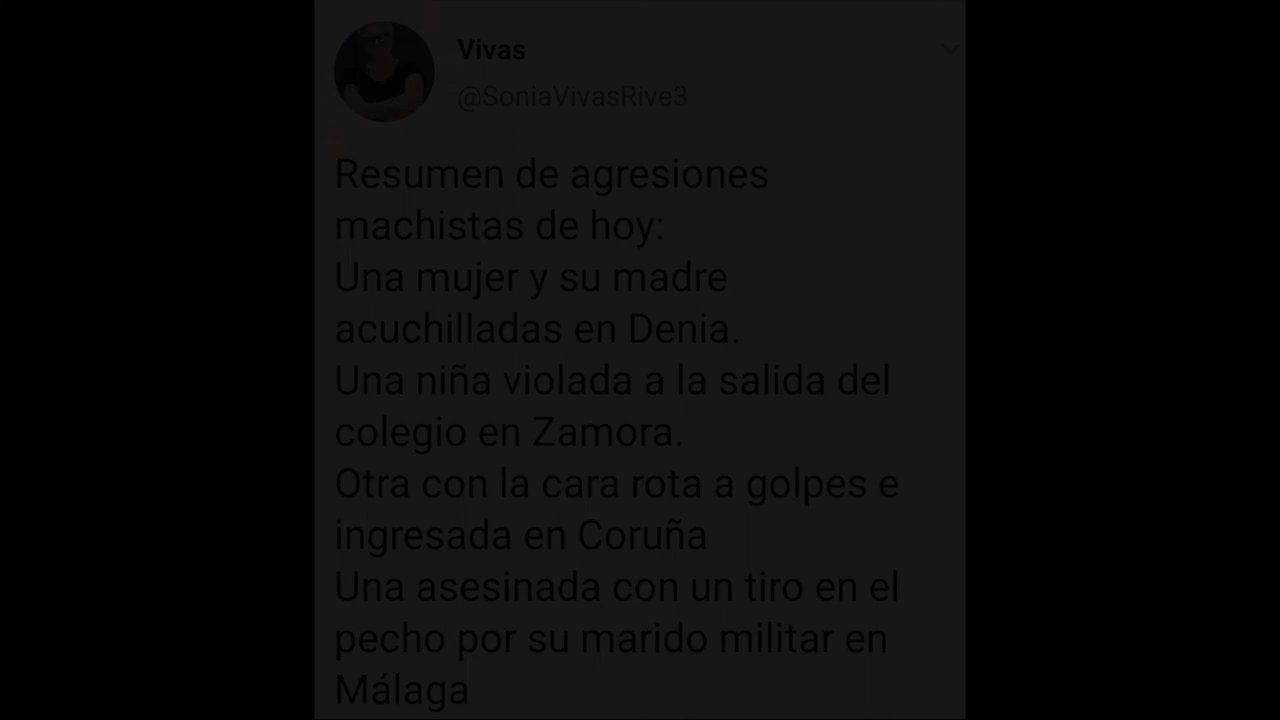 Vivas
@SoniaVivasRive3
Resumen de agresiones
machistas de hoy:
Una mujer y su madre
acuchilladas en Denia.
Una niña violada a la salida del
colegio en Zamora.
Otra con la cara rota a golpes e
ingresada en Coruña
Una asesinada con un tiro en el
pecho por su marido militar en
Málaga